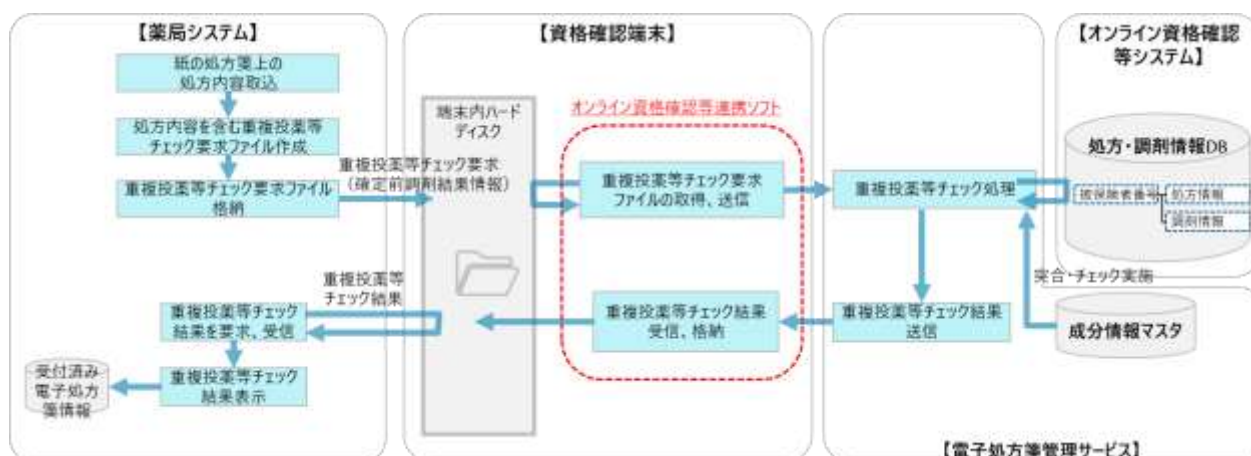 【薬局システム】
紙の処方箋上の
処方内容取込
処方内容を含む重複投薬等
チェック要求ファイル作成
重複投薬等チェック要求ファイル
格納
重複投薬等チェック要求
(確定前調剤結果情報)
重複投薬等
チェック結果
重複投薬等チェック
結果を要求、受信
重複投薬等チェック
結果表示
受付済み
電子処方
箋情報
【資格確認端末】
端末内ハード
ディスク
オンライン資格確認等連携ソフト
重複投薬等チェック要求
ファイルの取得、送信
重複投薬等チェック結果
受信、格納
重複投薬等チェック処理
重複投薬等チェック結果
送信
【オンライン資格確認
等システム】
処方・調剤情報DB
被保険者番号
処方情報
調剤情報
突合・チェック実施
成分情報マスタ
【電子処方箋管理サービス】